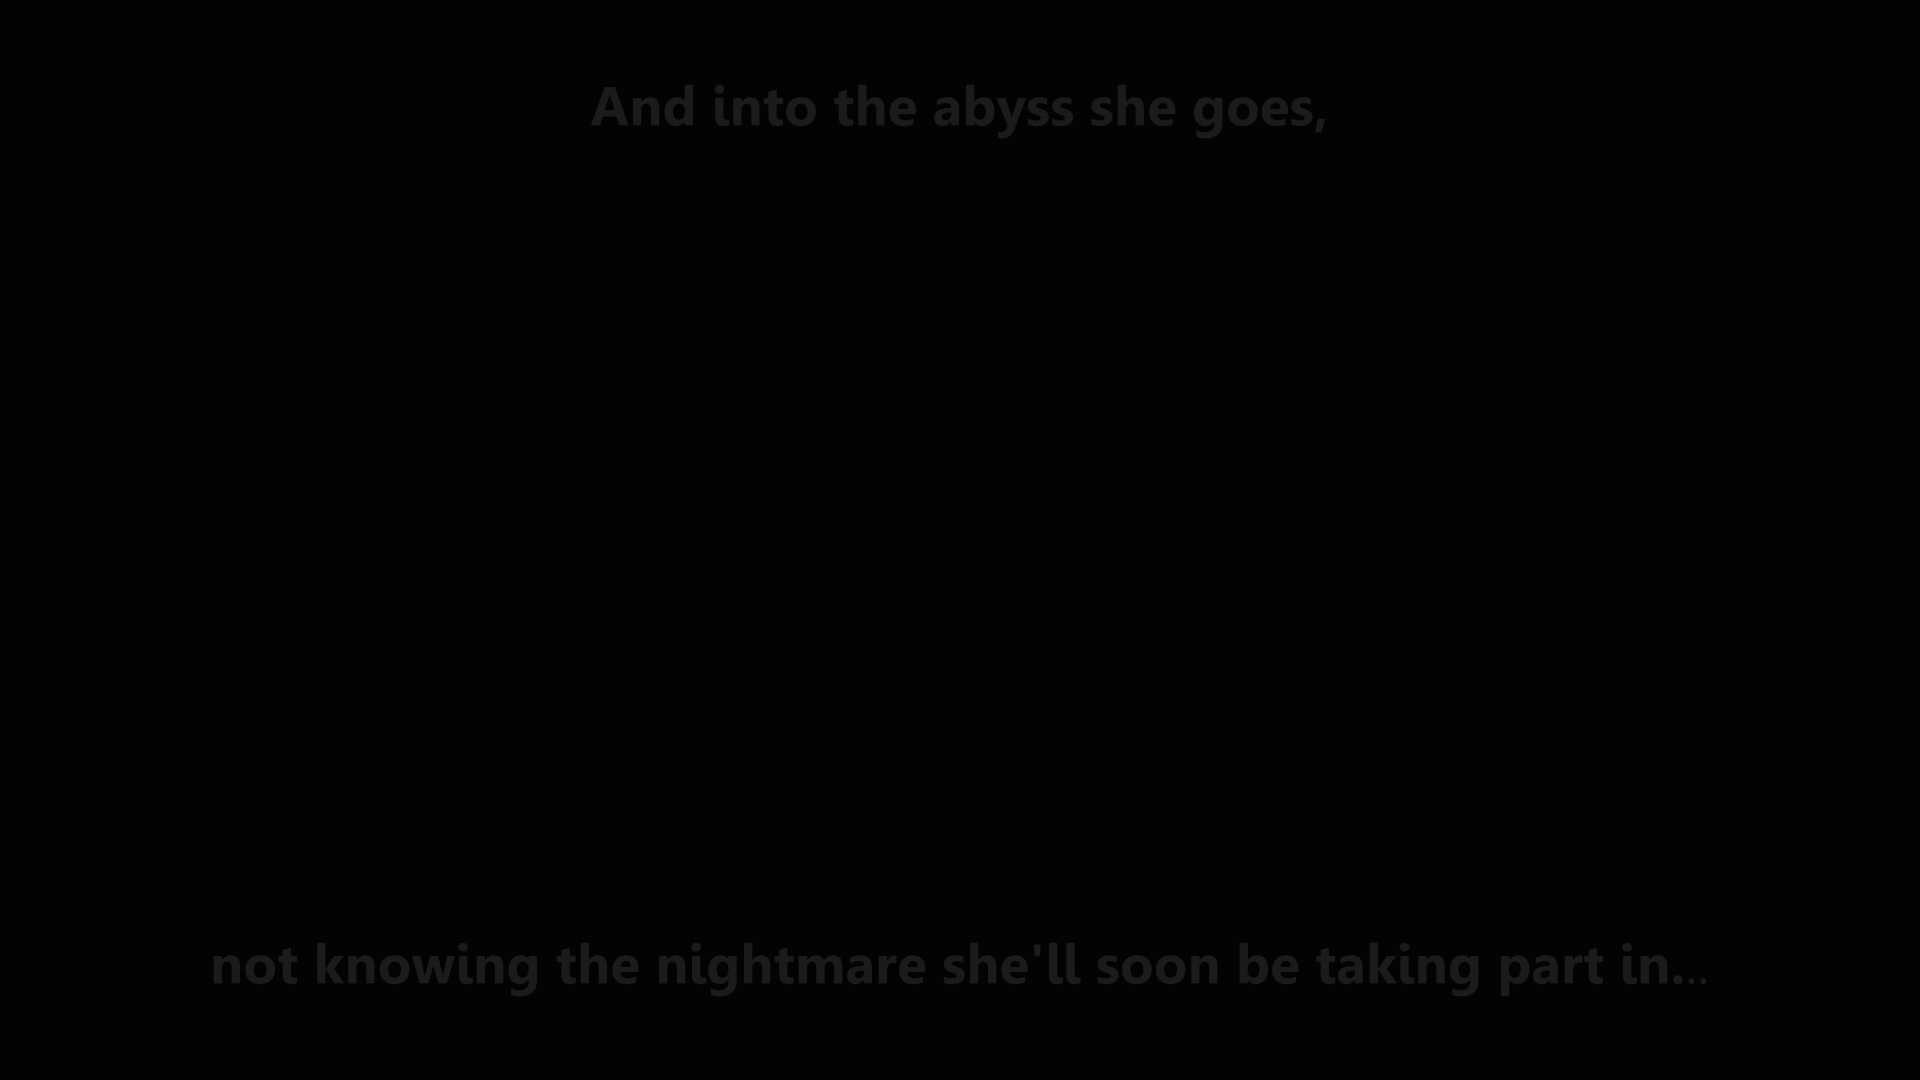 And into the abyss she goes,
not knowing the nightmare she'll soon be taking part in...